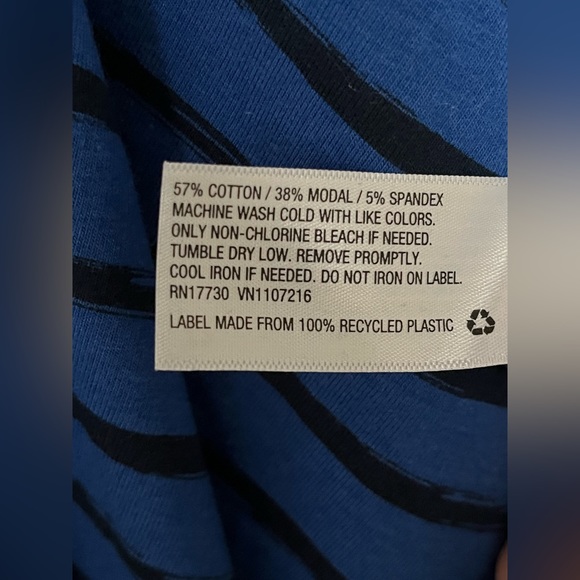 57% COTTON / 38% MODAL / 5% SPANDEX
MACHINE WASH COLD WITH LIKE COLORS.
ONLY NON-CHLORINE BLEACH IF NEEDED.
TUMBLE DRY LOW. REMOVE PROMPTLY.
COOL IRON IF NEEDED. DO NOT IRON ON LABEL.
RN17730 VN1107216
LABEL MADE FROM 100% RECYCLED PLASTIC